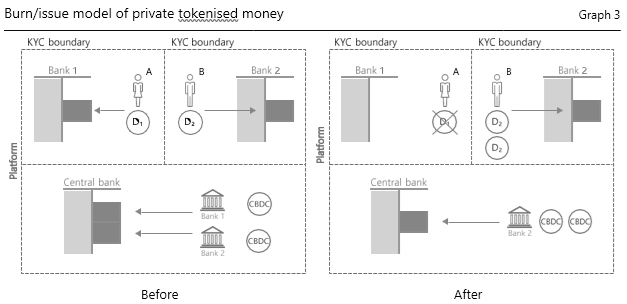 Burn/issue model of private tokenised money
Graph 3
KYC boundary
KYC boundary
Bank 1
A
B
Bank 2
D1
D2
Platform
Central bank
Bank 1
CBDC
Bank 2
CBDC
Before
KYC boundary
KYC boundary
Bank 1
A
B
Bank 2
D1
D2
D2
Platform
Central bank
Bank 2
CBDC
CBDC
After